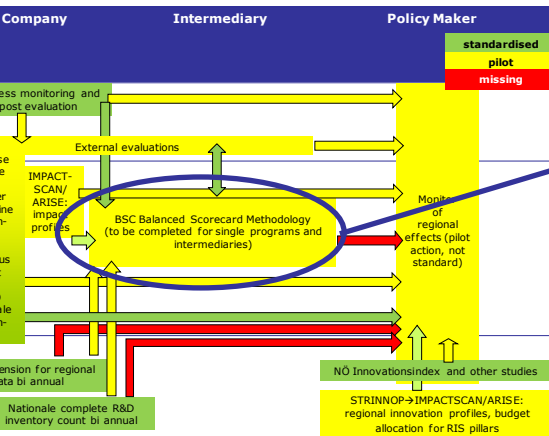 Company
Intermediary
Policy Maker
standardised
pilot
missing
ess monitoring and
post evaluation
External evaluations
IMPACT-
SCAN/
ARISE:
impact
profiles
BSC Balanced Scorecard Methodology
(to be completed for single programs and
intermediaries)
of
regional
effects (pilot
action, not
standard)
ension for regional
ata bi annual
Nationale complete R&D
inventory count bi annual
NÖ Innovationsindex and other studies
STRINNOP→IMPACTSCAN/ARISE:
regional innovation profiles, budget
allocation for RIS pillars